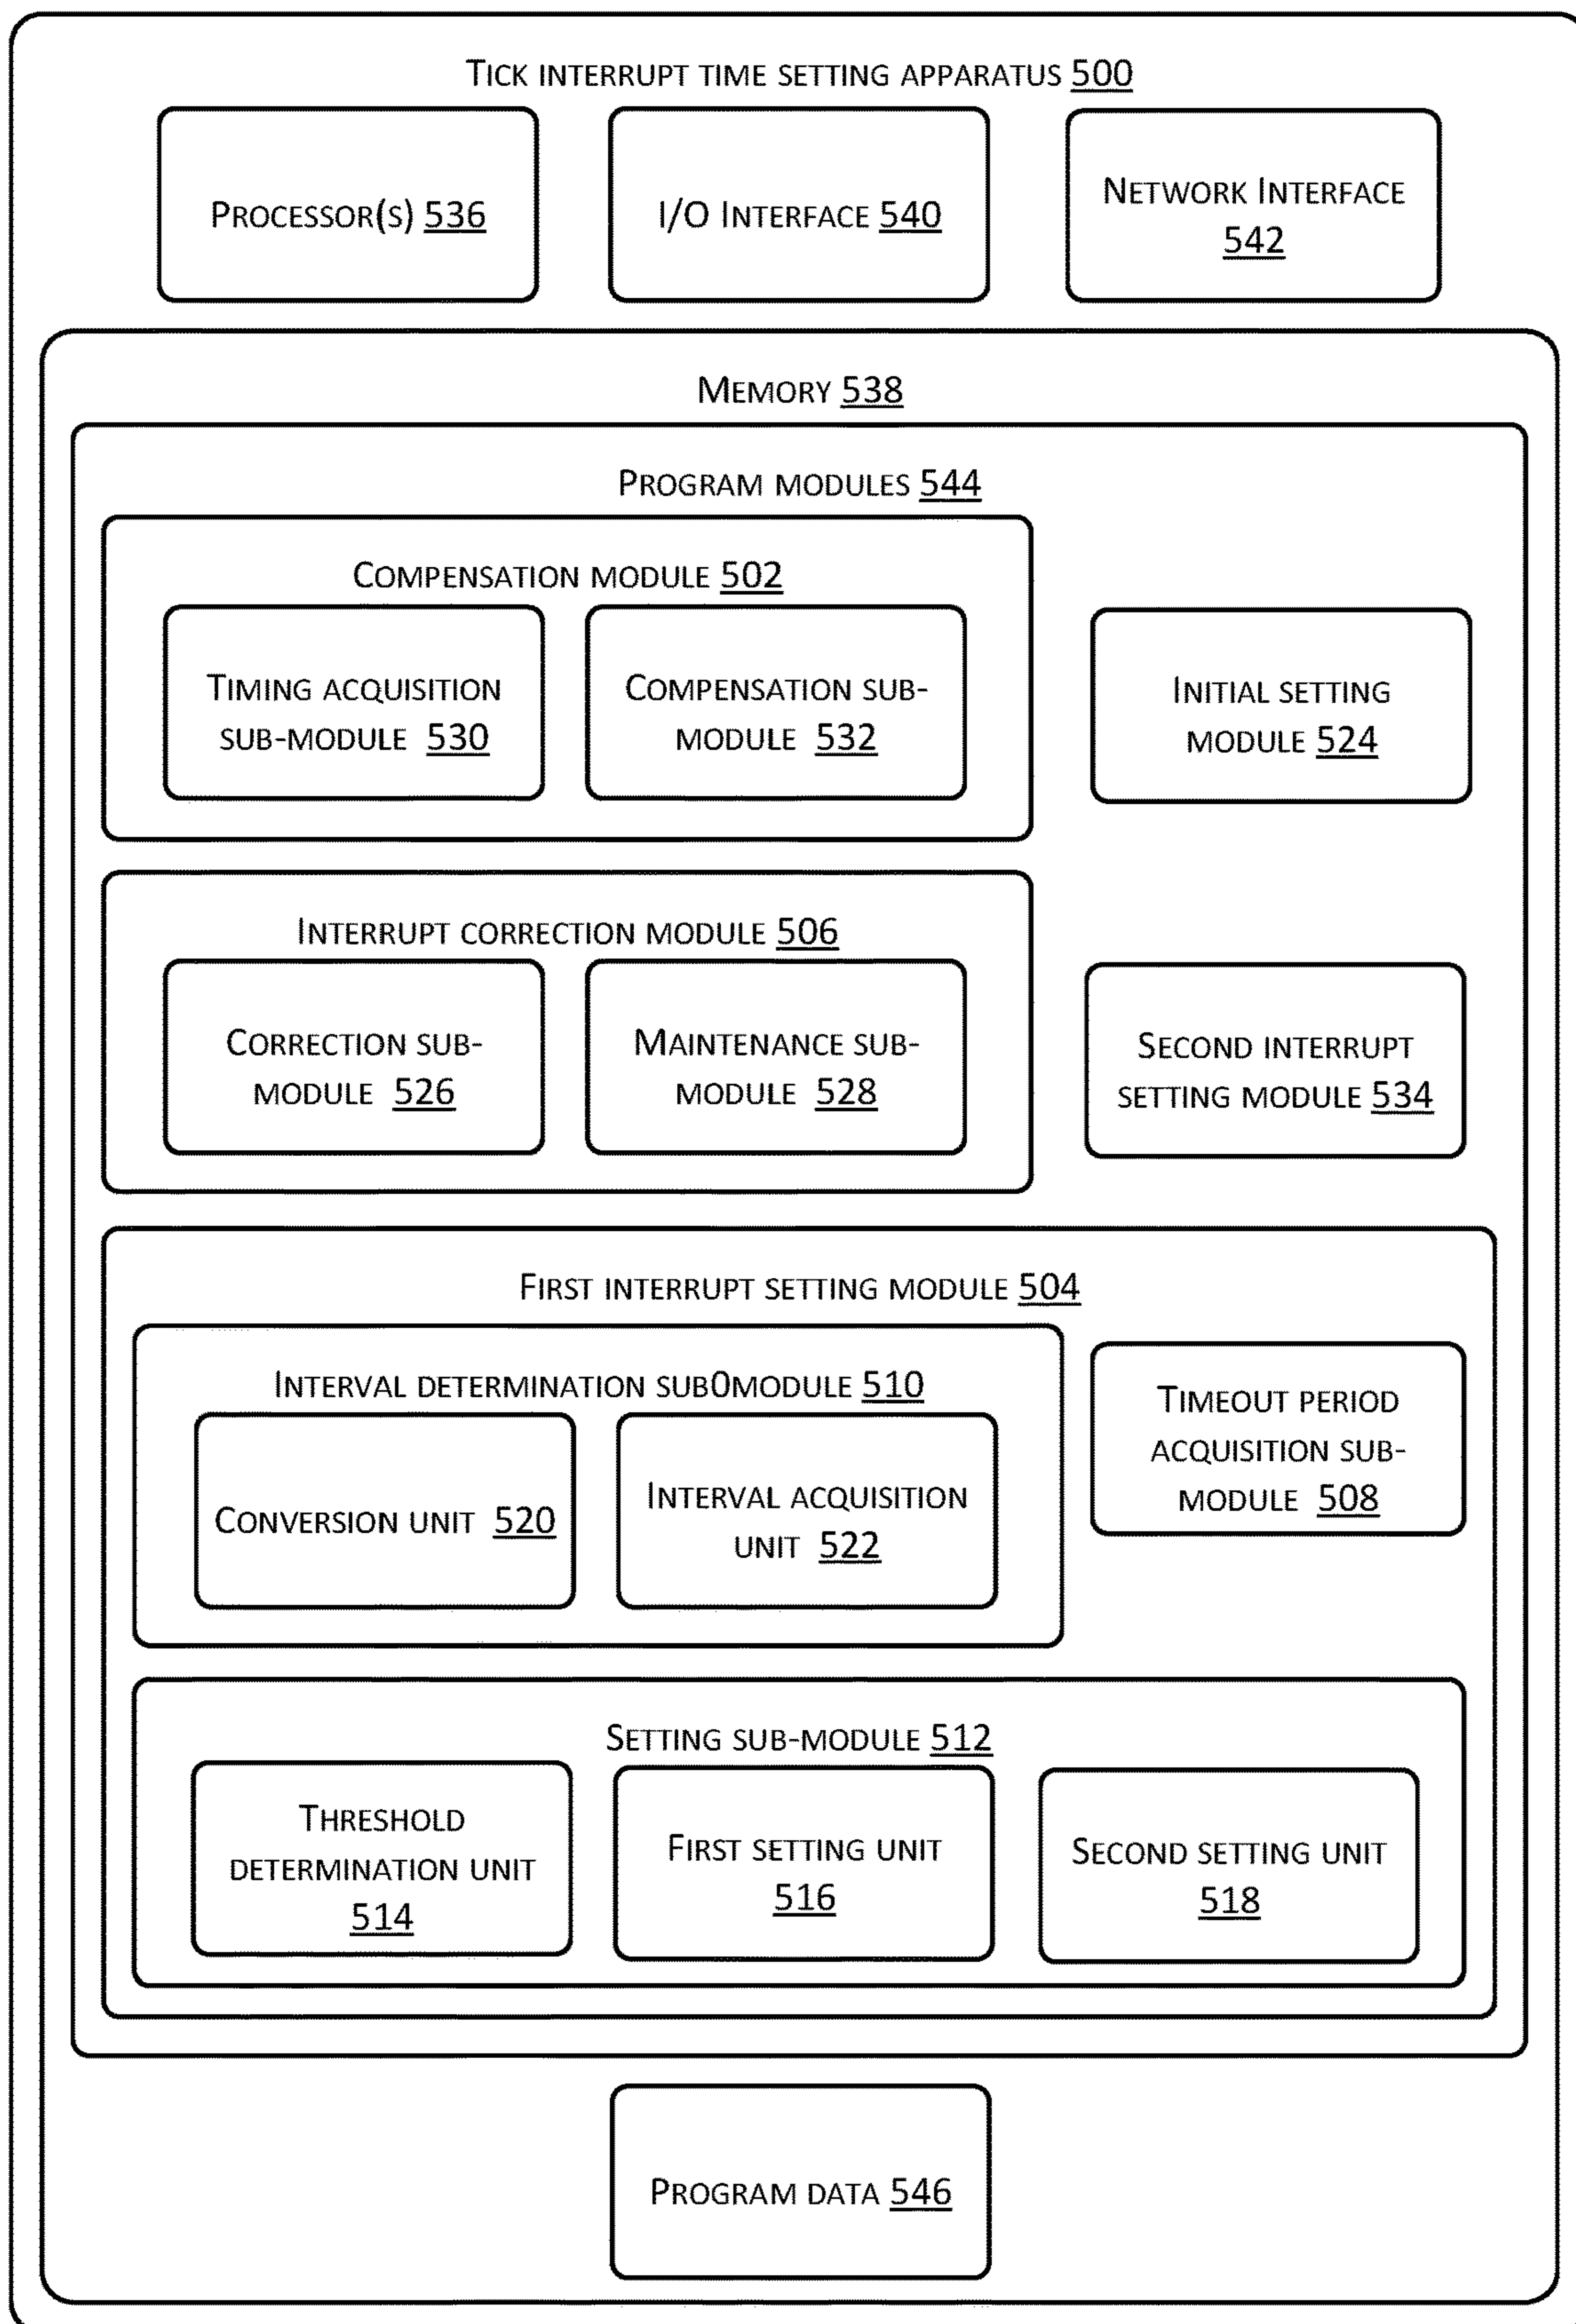 Tick interrupt time setting apparatus 500
Processor(s) 536
I/O Interface 540
Network Interface
542
Memory 538
Program modules 544
Compensation module 502
Timing acquisition
sub-module 530
Compensation sub-
module 532
Initial setting
module 524
Interrupt correction module 506
Correction sub-
module 526
Maintenance sub-
module 528
Second interrupt
setting module 534
First interrupt setting module 504
Interval determination sub0module 510
Conversion unit 520
Interval acquisition
unit 522
Timeout period
acquisition sub-
module 508
Setting sub-module 512
Threshold
determination unit
514
First setting unit
516
Second setting unit
518
Program data 546